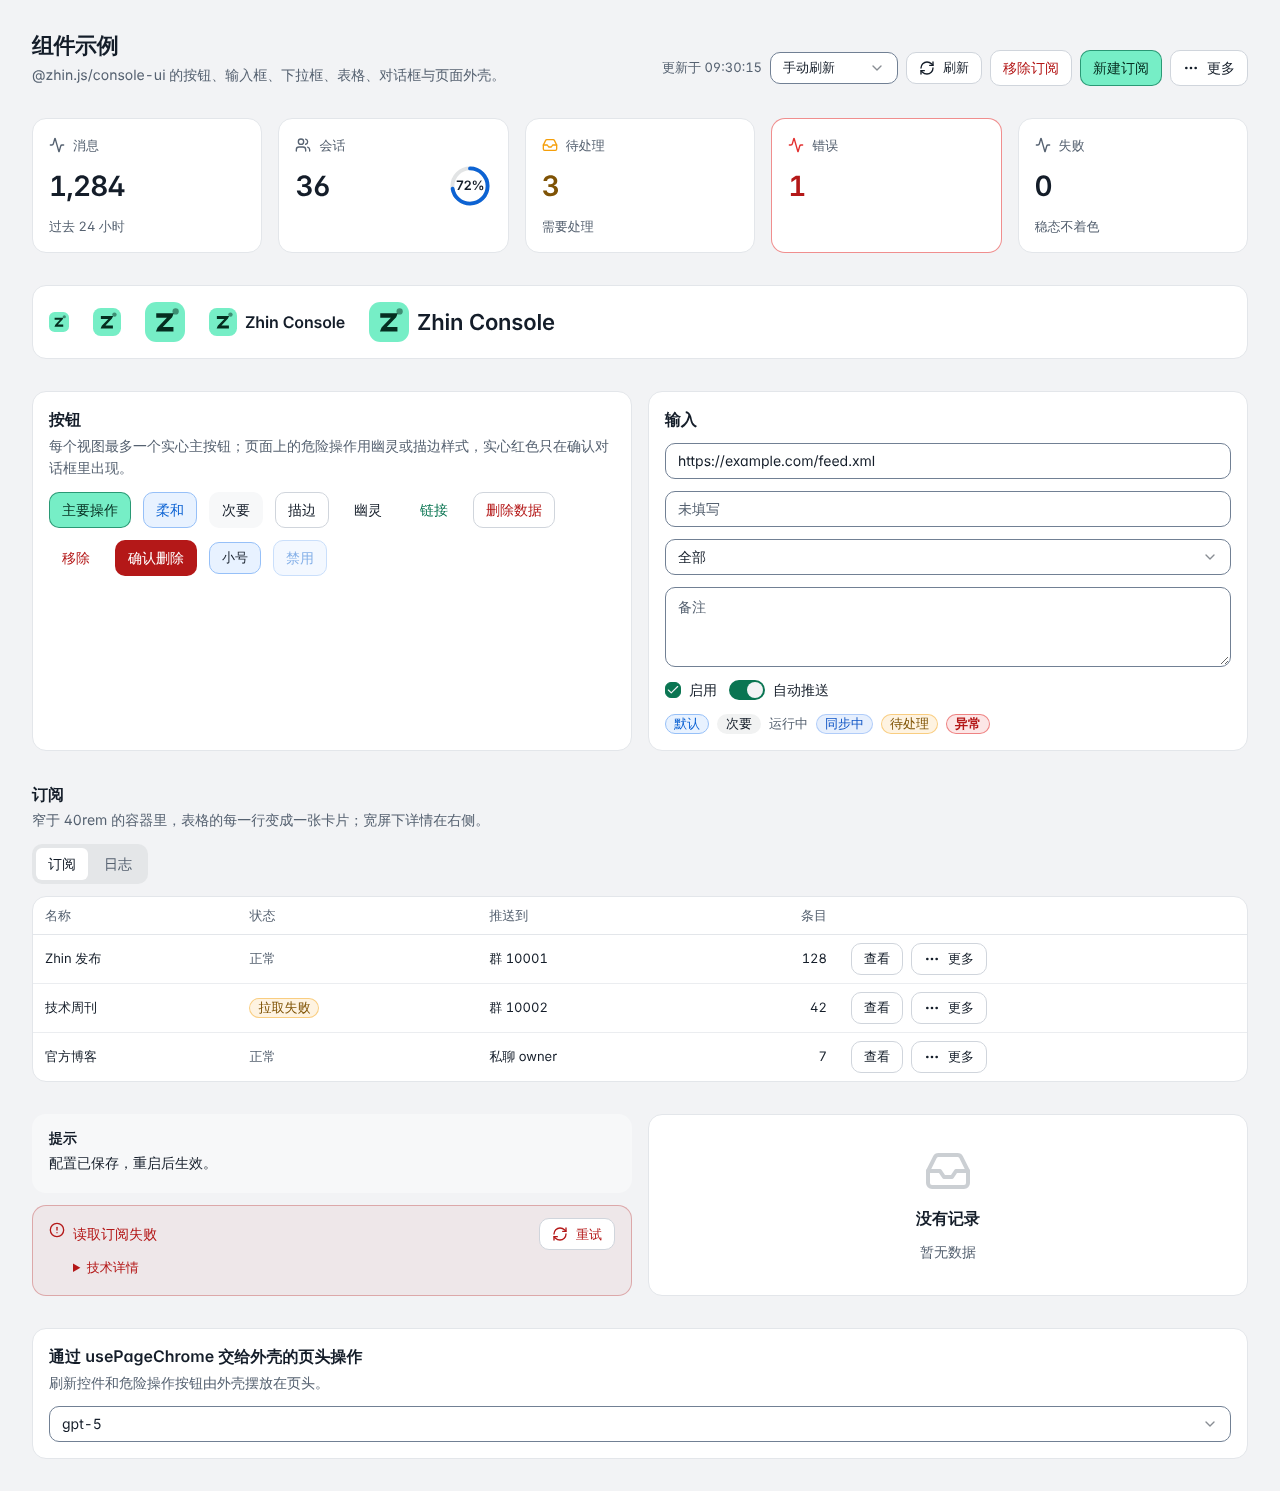 组件示例
@zhin.js/console-ui 的按钮、输入框、下拉框、表格、对话框与页面外壳。
更新于 09:30:15
手动刷新
刷新
移除订阅
新建订阅
更多
消息
1,284
过去 24 小时
会话
36
72%
待处理
3
需要处理
错误
1
失败
0
稳态不着色
Z
Z
Z
Z Zhin Console
Z Zhin Console
按钮
每个视图最多一个实心主按钮；页面上的危险操作用幽灵或描边样式，实心红色只在确认对
话框里出现。
主要操作 柔和 次要 描边 幽灵 链接 删除数据
移除 确认删除 小号 禁用
输入
https://example.com/feed.xml
未填写
全部
备注
启用 自动推送
默认 次要 运行中 同步中 待处理 异常
订阅
窄于 40rem 的容器里，表格的每一行变成一张卡片；宽屏下详情在右侧。
订阅 日志
名称 状态 推送到 条目
Zhin 发布 正常 群 10001 128 查看 更多
技术周刊 拉取失败 群 10002 42 查看 更多
官方博客 正常 私聊 owner 7 查看 更多
提示
配置已保存，重启后生效。
读取订阅失败 重试
技术详情
没有记录
暂无数据
通过 usePageChrome 交给外壳的页头操作
刷新控件和危险操作按钮由外壳摆放在页头。
gpt-5